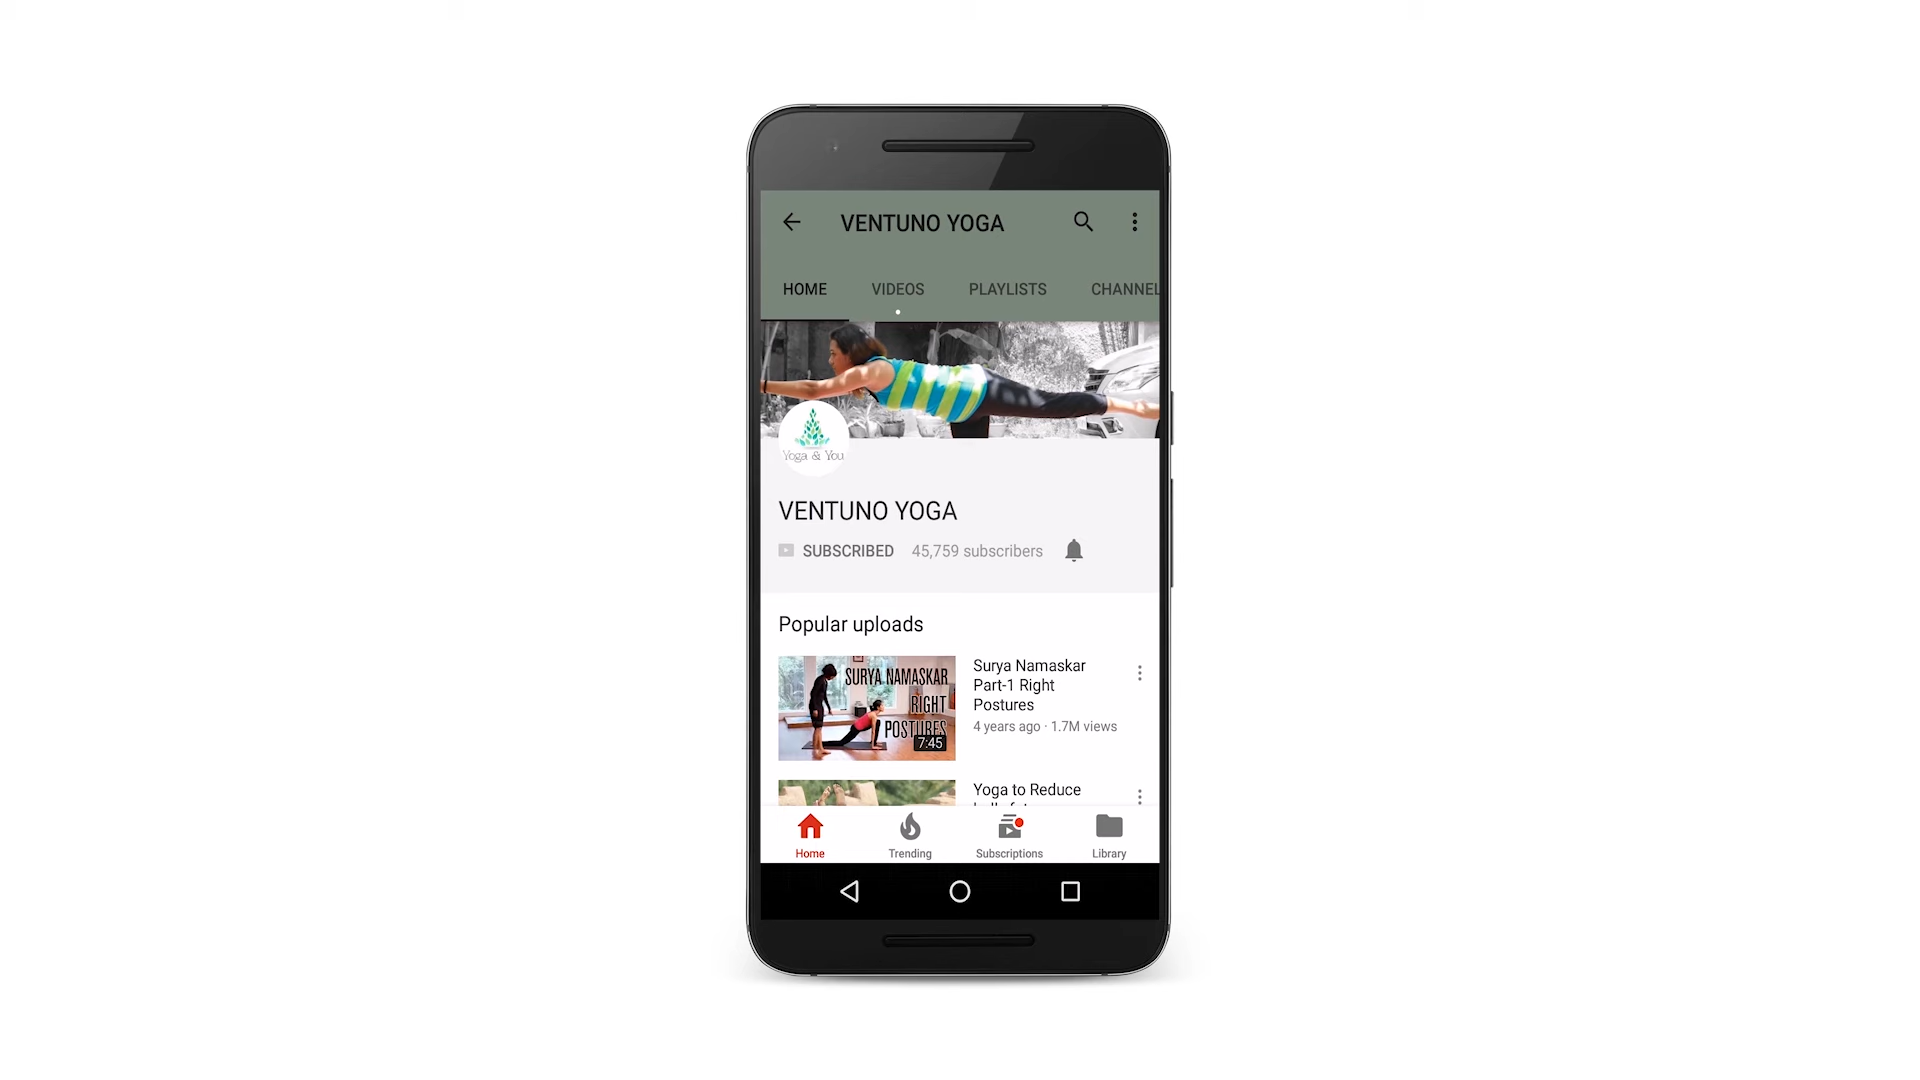 VENTUNO YOGA
HOME VIDEOS PLAYLISTS CHANNEL
Yoga & You
VENTUNO YOGA
SUBSCRIBED 45,759 subscribers
Popular uploads
SURYA NAMASKAR
RIGHT
POSTURES
7:45
Surya Namaskar
Part-1 Right
Postures
4 years ago · 1.7M views
Yoga to Reduce
Home Trending Subscriptions Library